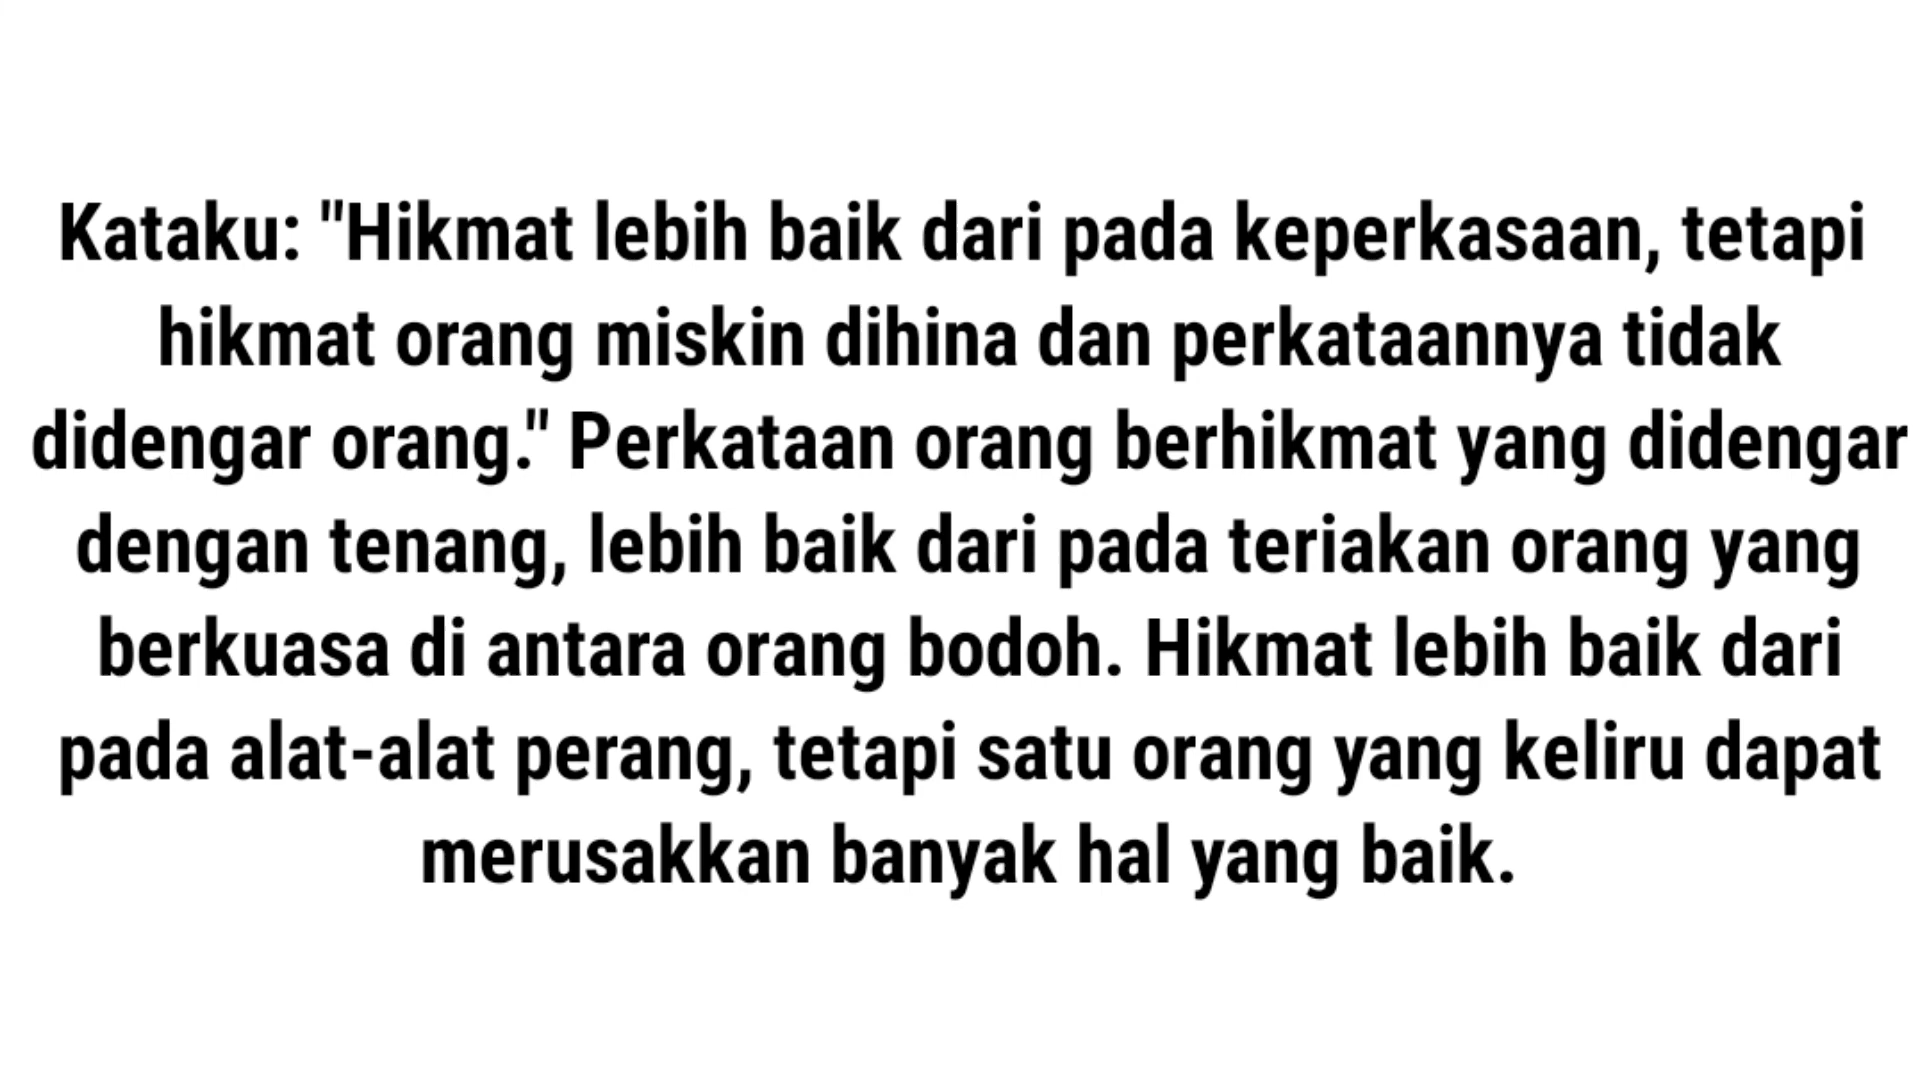 Kataku: "Hikmat lebih baik dari pada keperkasaan, tetapi
hikmat orang miskin dihina dan perkataannya tidak
didengar orang." Perkataan orang berhikmat yang didengar
dengan tenang, lebih baik dari pada teriakan orang yang
berkuasa di antara orang bodoh. Hikmat lebih baik dari
pada alat-alat perang, tetapi satu orang yang keliru dapat
merusakkan banyak hal yang baik.